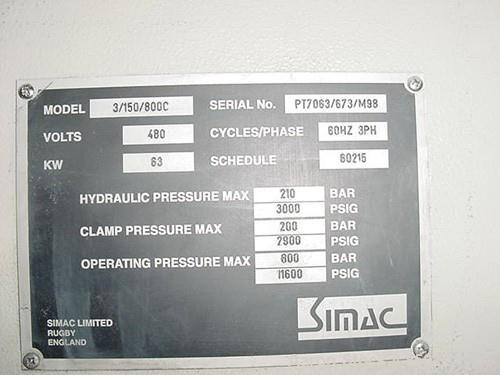 MODEL 3/150/800C SERIAL No. PT7063/673/M98
VOLTS 480 CYCLES/PHASE 60HZ 3PH
KW 63 SCHEDULE 60215
HYDRAULIC PRESSURE MAX 210 BAR
3000 PSIG
CLAMP PRESSURE MAX 200 BAR
2900 PSIG
OPERATING PRESSURE MAX 800 BAR
11600 PSIG
SIMAC
SIMAC LIMITED
RUGBY
ENGLAND